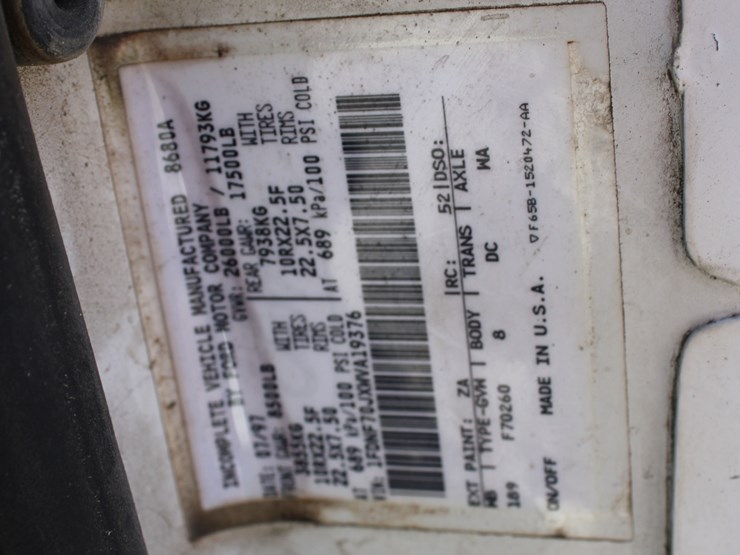 INCOMPLETE VEHICLE MANUFACTURED 8680A
BY FORD MOTOR COMPANY
GVWR: 26000LB / 11793KG
DATE: 07/97
FRONT GAWR: 8500LB WITH
3855KG TIRES
10RX22.5F RIMS
22.5X7.50
AT 689 kPa/100 PSI COLD
REAR GAWR: 17500LB WITH
7938KG TIRES
10RX22.5F RIMS
22.5X7.50
AT 689 kPa/100 PSI COLD
VIN:
EXT PAINT: ZA RC: 52 DSO:
WB TYPE-GVW BODY TRANS AXLE
189 F70260 8 DC WA
ON/OFF MADE IN U.S.A. ▽F65B-1520472-AA